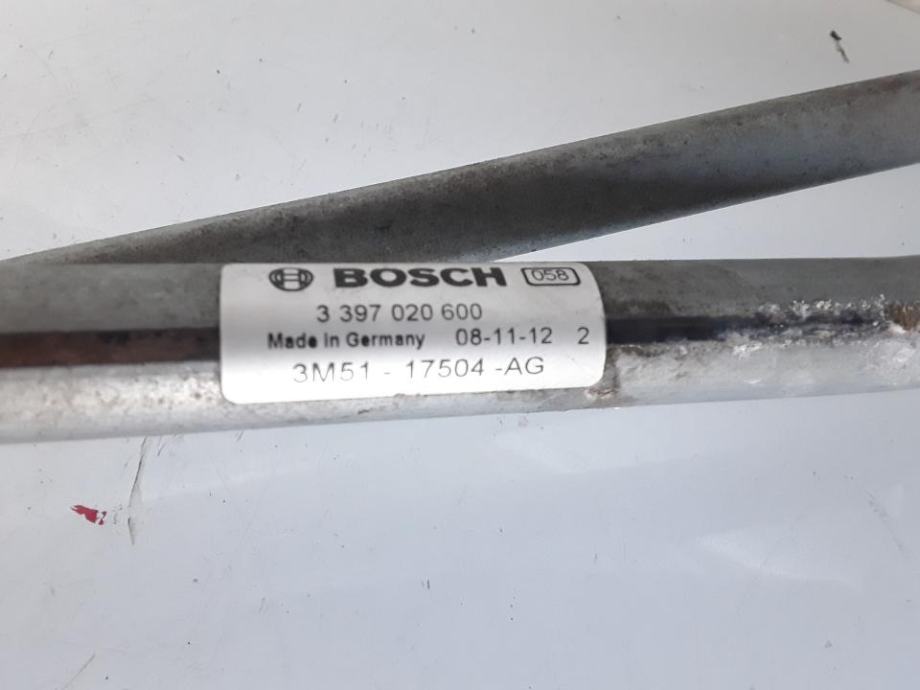 BOSCH 058
3 397 020 600
Made in Germany 08-11-12 2
3M51 - 17504 -AG